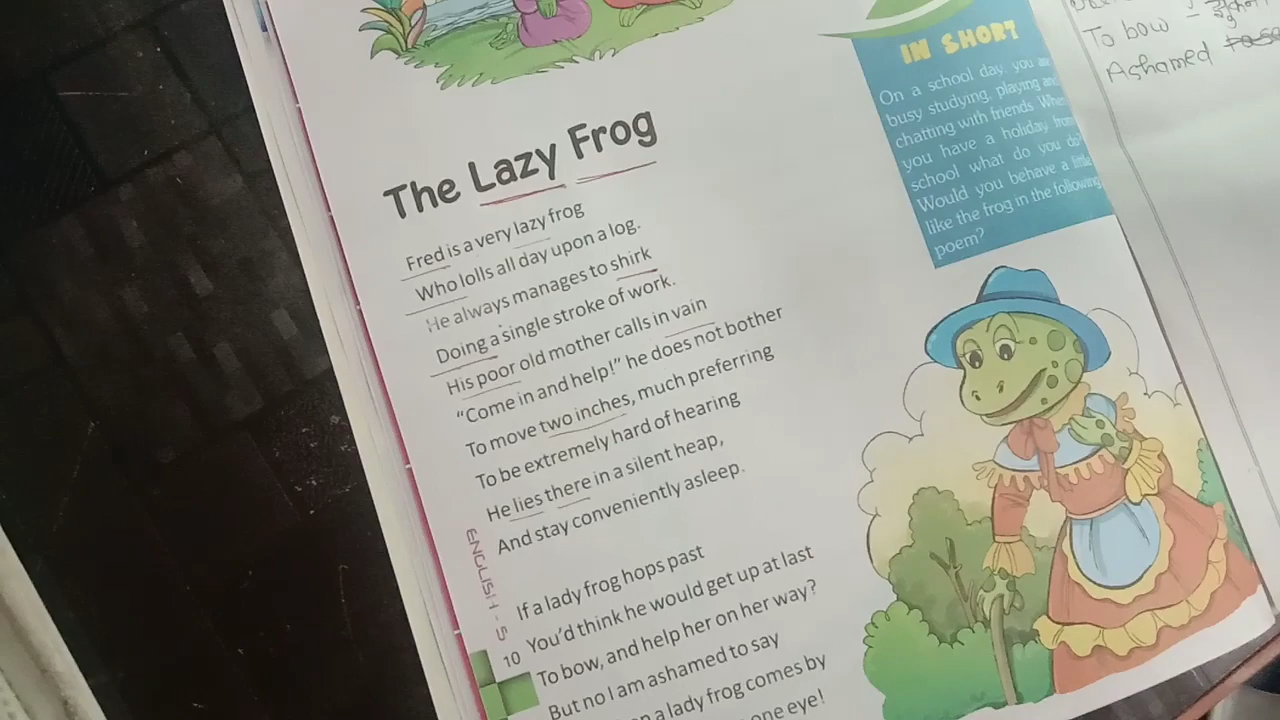 The Lazy Frog
Fred is a very lazy frog
Who lolls all day upon a log.
He always manages to shirk
Doing a single stroke of work.
His poor old mother calls in vain
"Come in and help!" he does not bother
To move two inches, much preferring
To be extremely hard of hearing
He lies there in a silent heap,
And stay conveniently asleep.
If a lady frog hops past
You'd think he would get up at last
To bow, and help her on her way?
But no I am ashamed to say
a lady frog comes by
one eye!
ENGLISH - 5
10
IN SHORT
On a school day, you are
busy studying, playing and
chatting with friends. When
you have a holiday from
school what do you do?
Would you behave a little
like the frog in the following
poem?
To bow -
Ashamed